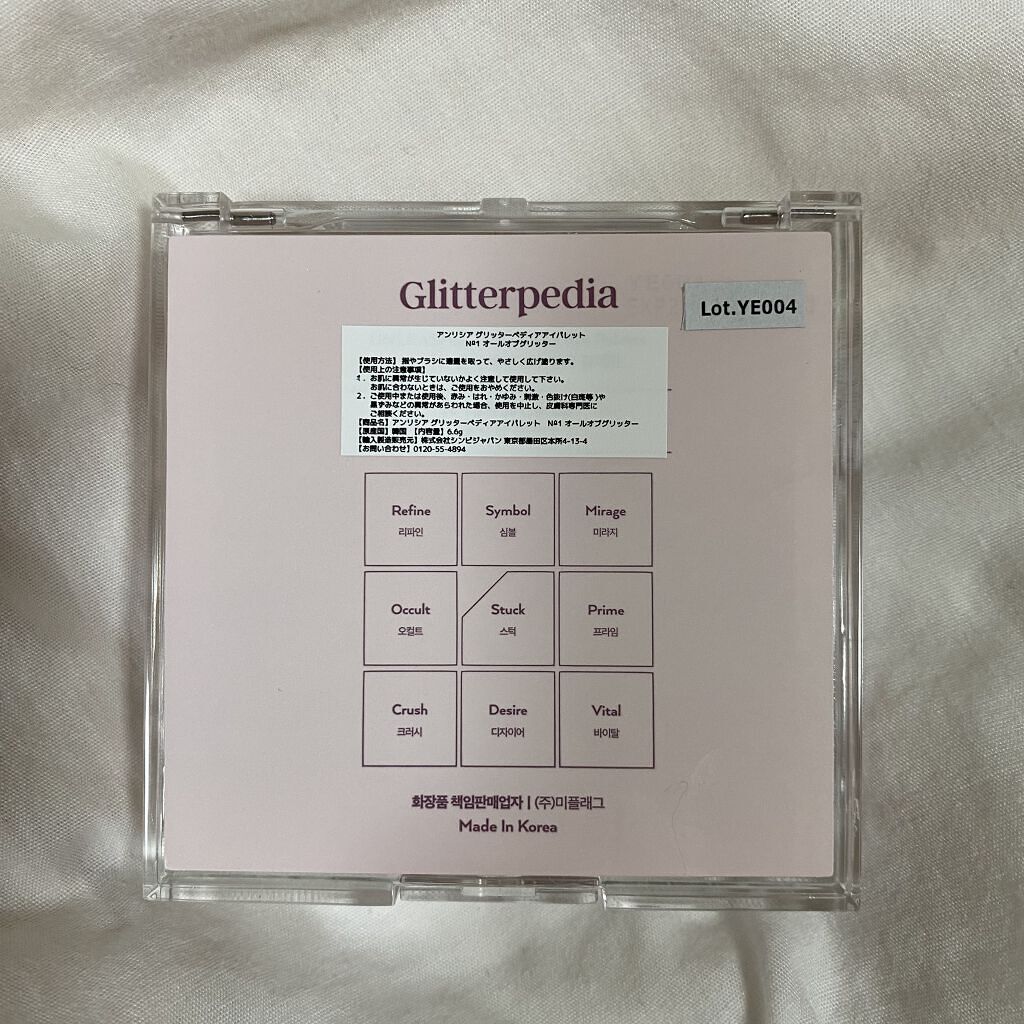 Glitterpedia
Lot.YE004
アンリシア グリッターペディアアイパレット
Nº1 オールオブグリッター
【使用方法】 指やブラシに適量を取って、やさしく広げ塗ります。
【使用上の注意事項】
1. お肌に異常が生じていないかよく注意して使用して下さい。
お肌に合わないときは、ご使用をおやめください。
2. ご使用中または使用後、赤み・はれ・かゆみ・刺激・色抜け(白斑等)や
黒ずみなどの異常があらわれた場合、使用を中止し、皮膚科専門医に
ご相談ください。
【商品名】アンリシア グリッターペディアアイパレット Nº1 オールオブグリッター
【原産国】韓国 【内容量】6.6g
【輸入製造販売元】株式会社シンビジャパン 東京都墨田区本所4-13-4
【お問い合わせ】0120-55-4894
Refine Symbol Mirage
리파인 심볼 미라지
Occult Stuck Prime
오컬트 스턱 프라임
Crush Desire Vital
크러시 디자이어 바이탈
화장품 책임판매업자 | (주)미플래그
Made In Korea